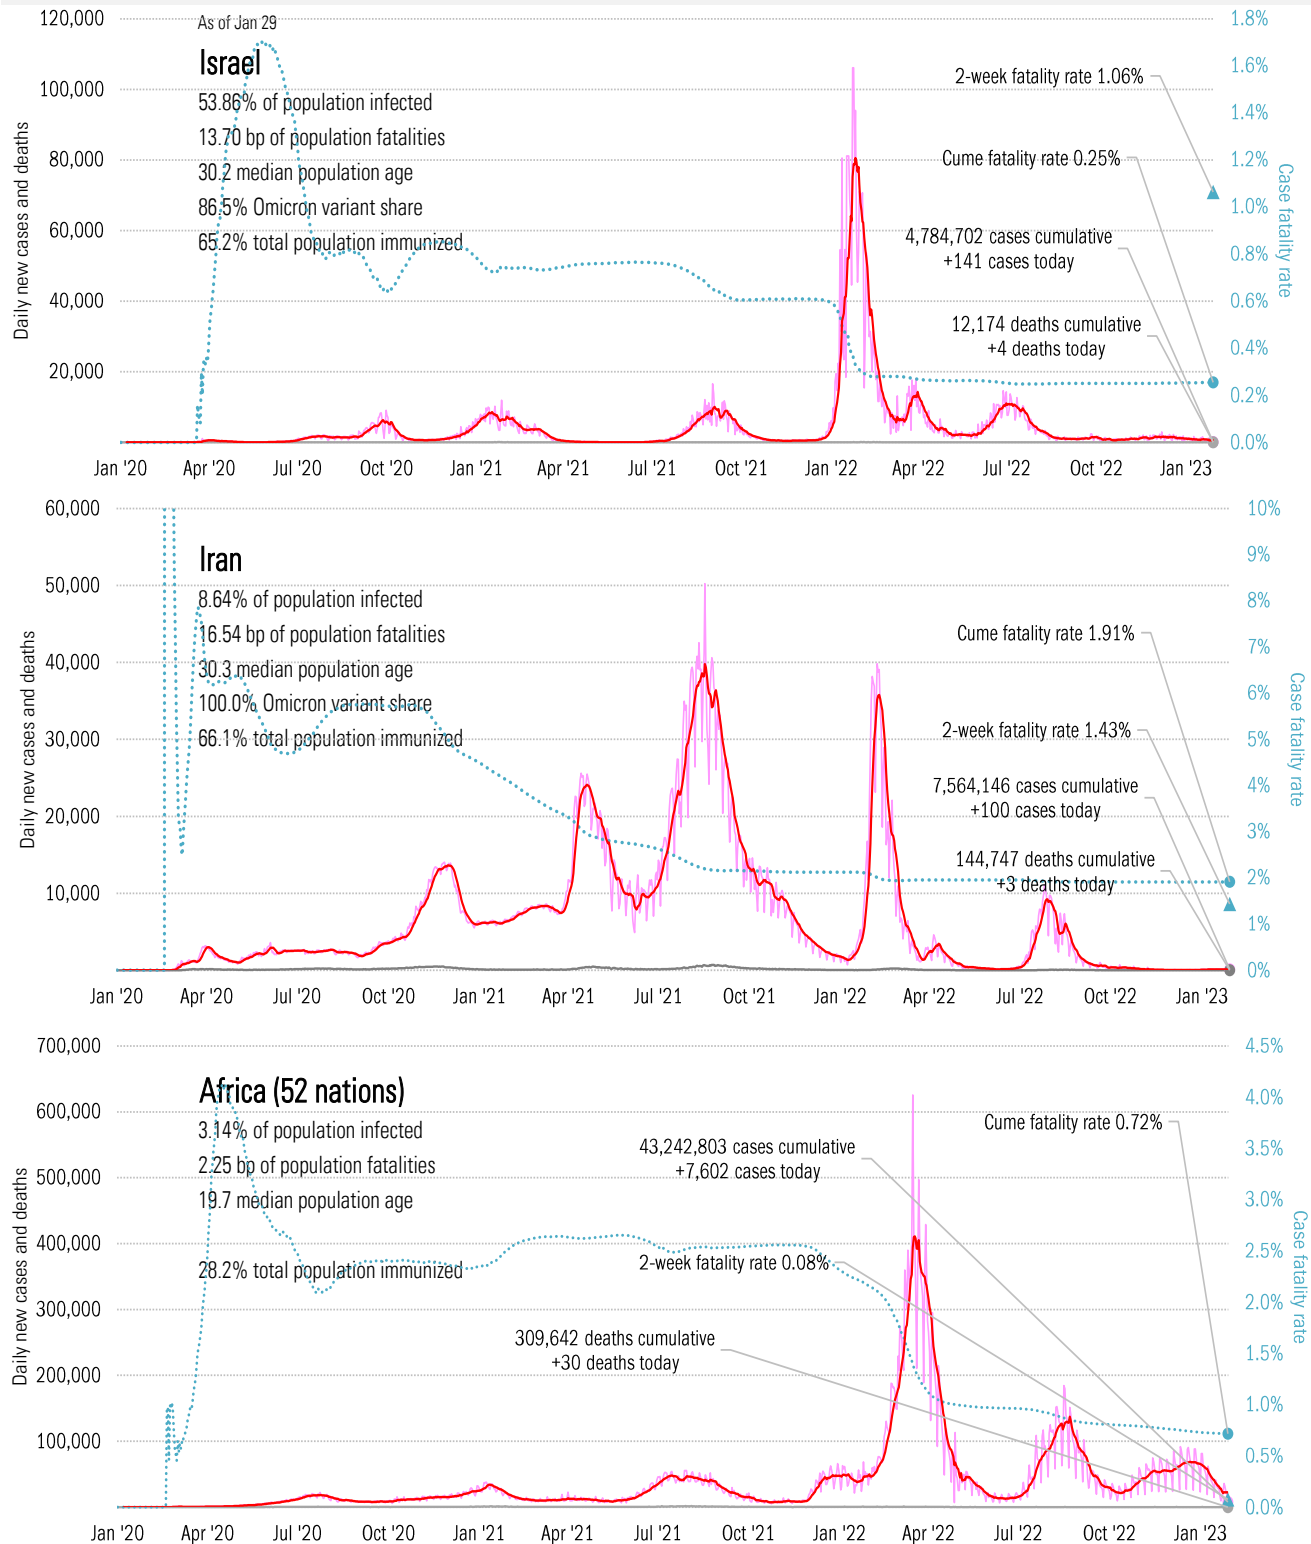 As of Jan 29
Israel
53.86% of population infected
13.70 bp of population fatalities
30.2 median population age
86.5% Omicron variant share
65.2% total population immunized
2-week fatality rate 1.06%
Cume fatality rate 0.25%
4,784,702 cases cumulative
+141 cases today
12,174 deaths cumulative
+4 deaths today
Daily new cases and deaths
120,000
100,000
80,000
60,000
40,000
20,000
Case fatality rate
1.8%
1.6%
1.4%
1.2%
1.0%
0.8%
0.6%
0.4%
0.2%
0.0%
Jan '20 Apr '20 Jul '20 Oct '20 Jan '21 Apr '21 Jul '21 Oct '21 Jan '22 Apr '22 Jul '22 Oct '22 Jan '23
Iran
8.64% of population infected
16.54 bp of population fatalities
30.3 median population age
100.0% Omicron variant share
66.1% total population immunized
Cume fatality rate 1.91%
2-week fatality rate 1.43%
7,564,146 cases cumulative
+100 cases today
144,747 deaths cumulative
+3 deaths today
Daily new cases and deaths
60,000
50,000
40,000
30,000
20,000
10,000
Case fatality rate
10%
9%
8%
7%
6%
5%
4%
3%
2%
1%
0%
Jan '20 Apr '20 Jul '20 Oct '20 Jan '21 Apr '21 Jul '21 Oct '21 Jan '22 Apr '22 Jul '22 Oct '22 Jan '23
Africa (52 nations)
3.14% of population infected
2.25 bp of population fatalities
19.7 median population age
28.2% total population immunized
Cume fatality rate 0.72%
43,242,803 cases cumulative
+7,602 cases today
2-week fatality rate 0.08%
309,642 deaths cumulative
+30 deaths today
Daily new cases and deaths
700,000
600,000
500,000
400,000
300,000
200,000
100,000
Case fatality rate
4.5%
4.0%
3.5%
3.0%
2.5%
2.0%
1.5%
1.0%
0.5%
0.0%
Jan '20 Apr '20 Jul '20 Oct '20 Jan '21 Apr '21 Jul '21 Oct '21 Jan '22 Apr '22 Jul '22 Oct '22 Jan '23